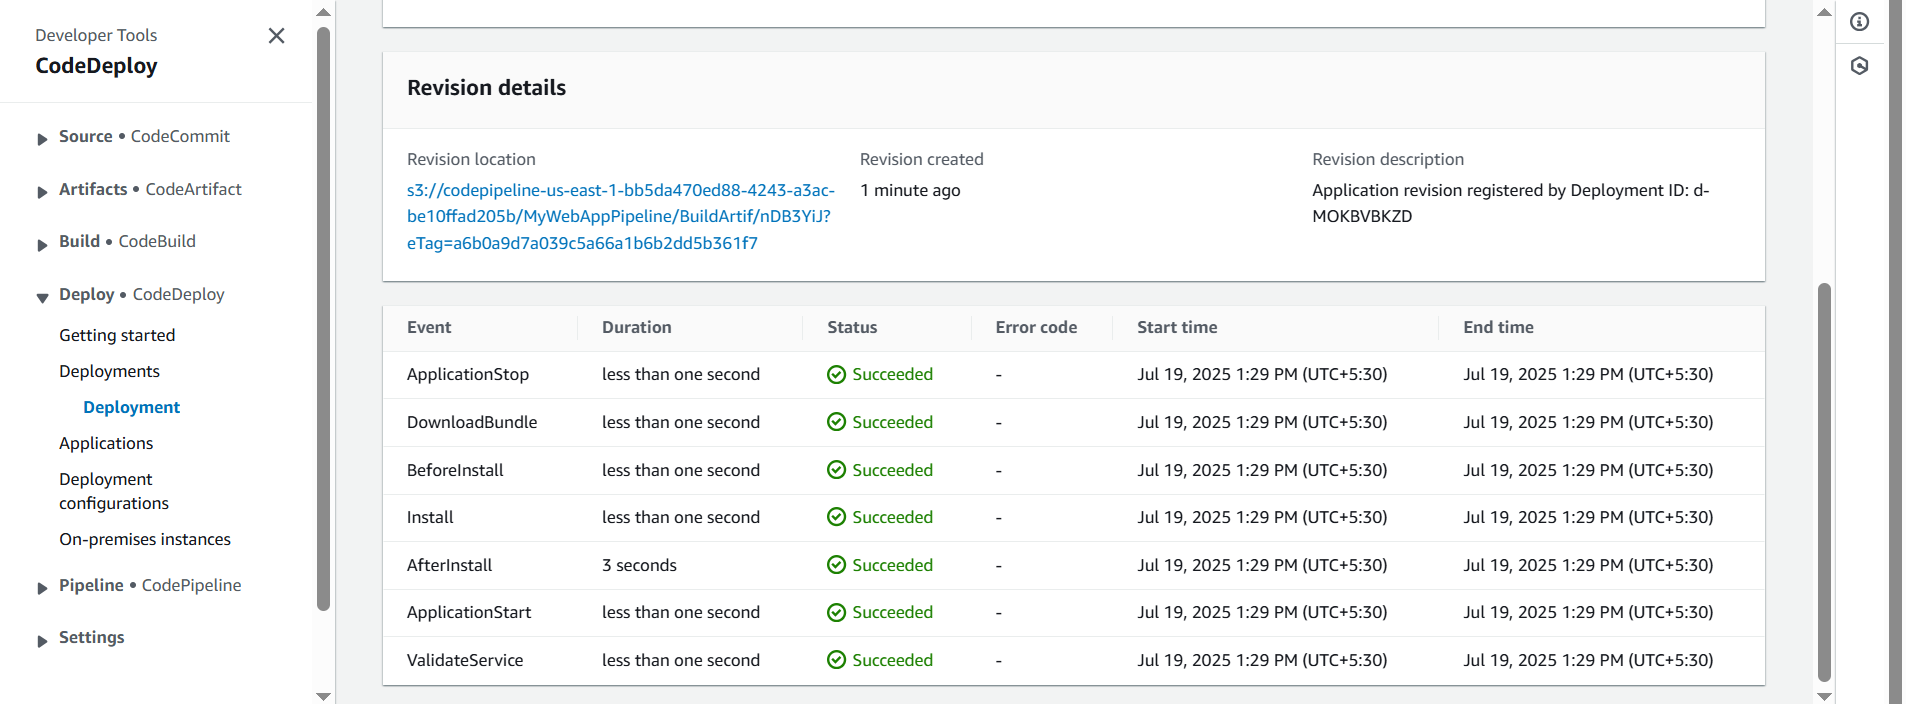 Developer Tools
CodeDeploy
Source • CodeCommit
Artifacts • CodeArtifact
Build • CodeBuild
Deploy • CodeDeploy
Getting started
Deployments
Deployment
Applications
Deployment
configurations
On-premises instances
Pipeline • CodePipeline
Settings
Revision details
Revision location
s3://codepipeline-us-east-1-bb5da470ed88-4243-a3ac-
be10ffad205b/MyWebAppPipeline/BuildArtif/nDB3YiJ?
eTag=a6b0a9d7a039c5a66a1b6b2dd5b361f7
Revision created
1 minute ago
Revision description
Application revision registered by Deployment ID: d-
MOKBVBKZD
Event Duration Status Error code Start time End time
ApplicationStop less than one second Succeeded - Jul 19, 2025 1:29 PM (UTC+5:30) Jul 19, 2025 1:29 PM (UTC+5:30)
DownloadBundle less than one second Succeeded - Jul 19, 2025 1:29 PM (UTC+5:30) Jul 19, 2025 1:29 PM (UTC+5:30)
BeforeInstall less than one second Succeeded - Jul 19, 2025 1:29 PM (UTC+5:30) Jul 19, 2025 1:29 PM (UTC+5:30)
Install less than one second Succeeded - Jul 19, 2025 1:29 PM (UTC+5:30) Jul 19, 2025 1:29 PM (UTC+5:30)
AfterInstall 3 seconds Succeeded - Jul 19, 2025 1:29 PM (UTC+5:30) Jul 19, 2025 1:29 PM (UTC+5:30)
ApplicationStart less than one second Succeeded - Jul 19, 2025 1:29 PM (UTC+5:30) Jul 19, 2025 1:29 PM (UTC+5:30)
ValidateService less than one second Succeeded - Jul 19, 2025 1:29 PM (UTC+5:30) Jul 19, 2025 1:29 PM (UTC+5:30)